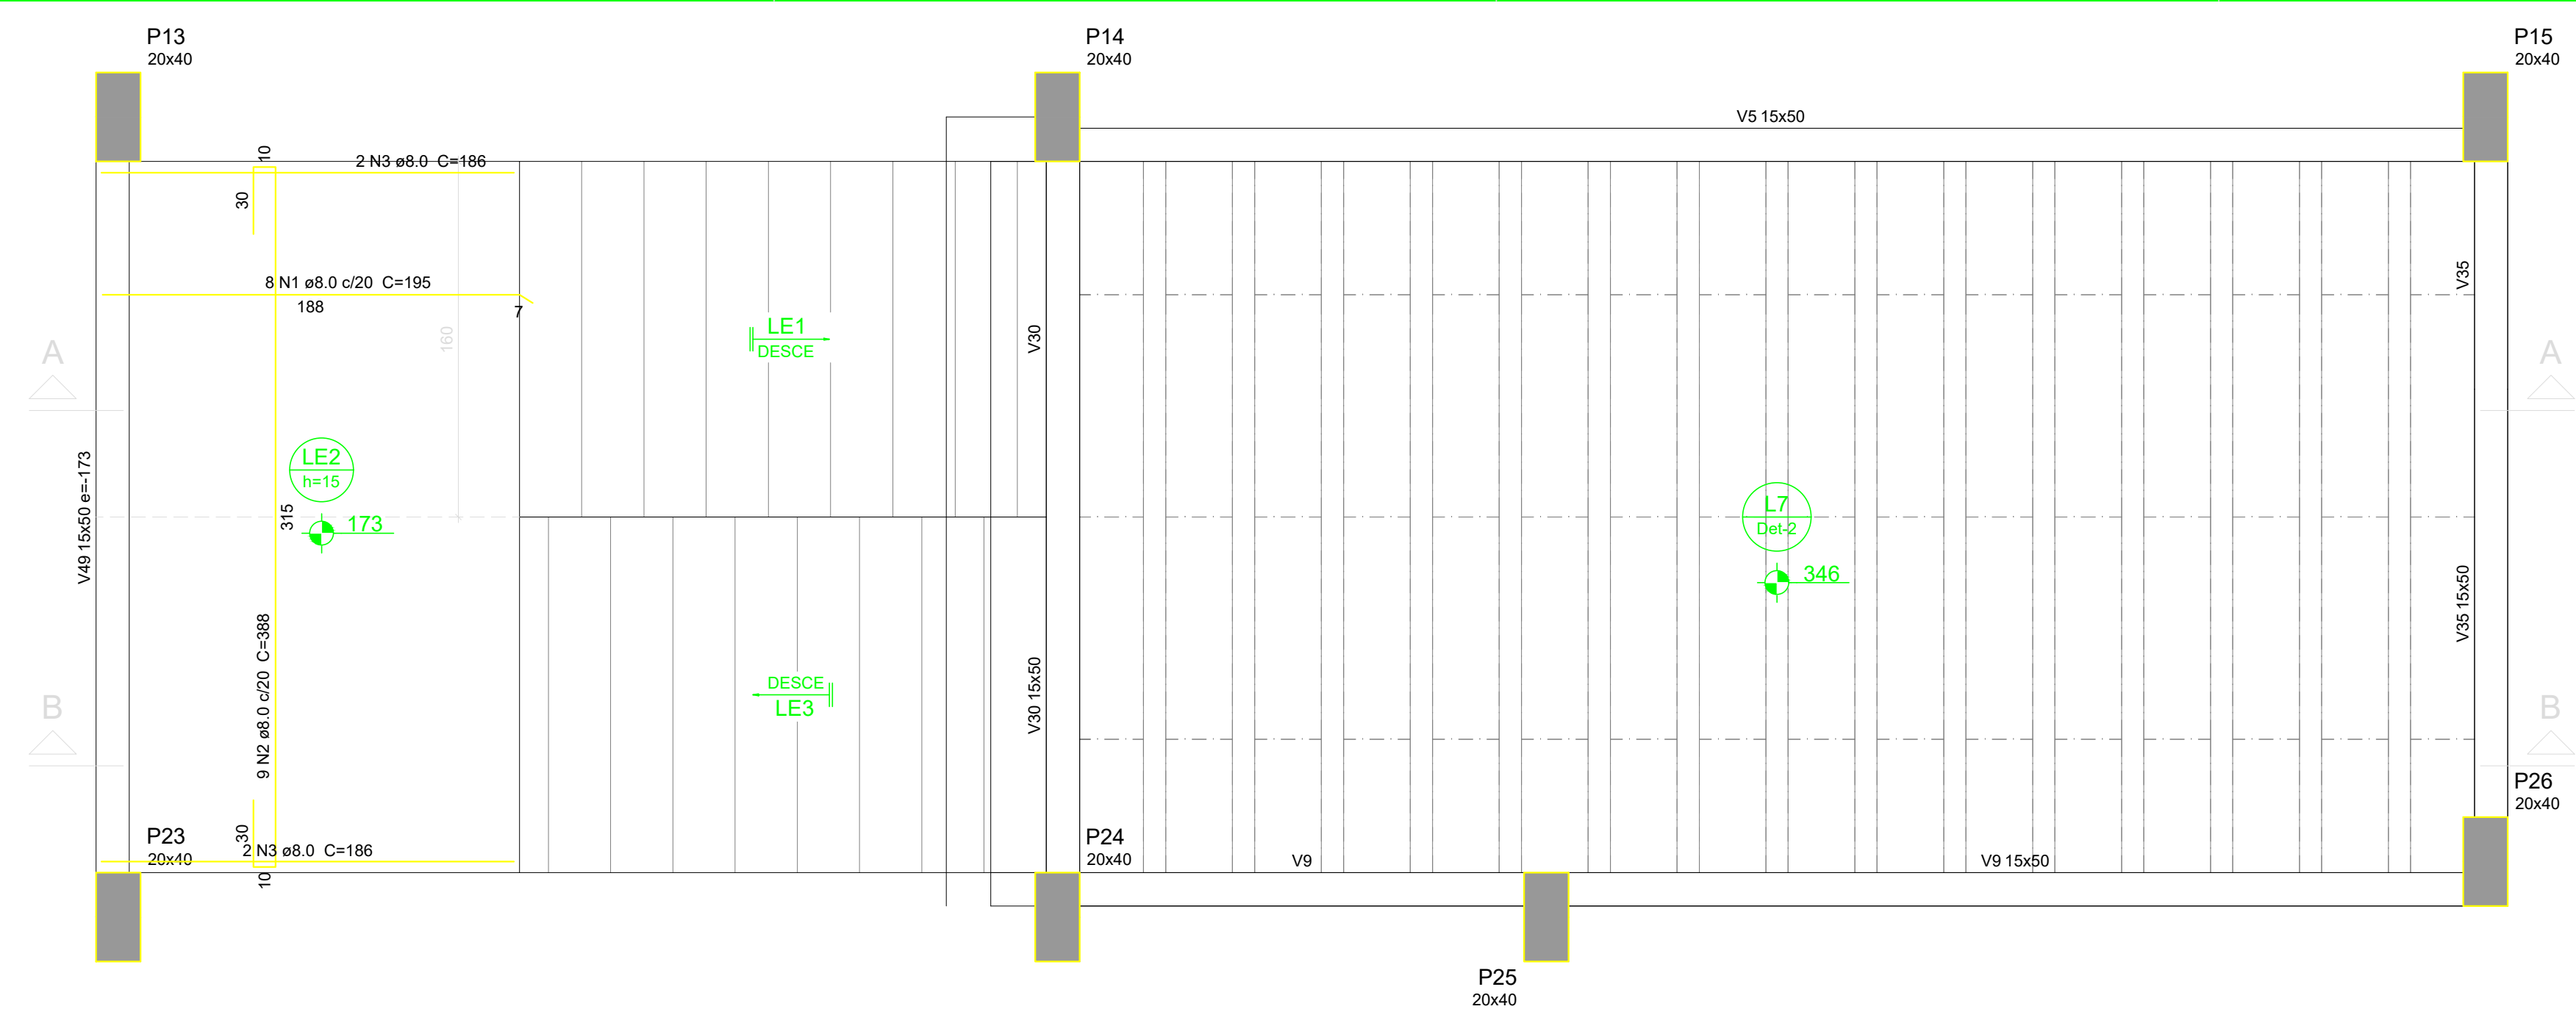 P13
20x40
P14
20x40
P15
20x40
V5 15x50
10
2 N3 ø8.0 C=186
30
8 N1 ø8.0 c/20 C=195
188
7
160
V35
LE1
DESCE
V30
A
A
LE2
h=15
173
315
V49 15x50 e=-173
L7
Det-2
346
9 N2 ø8.0 c/20 C=388
DESCE
LE3
V30 15x50
V35 15x50
B
B
P26
20x40
P23
20x40
30
2 N3 ø8.0 C=186
10
P24
20x40
V9
V9 15x50
P25
20x40